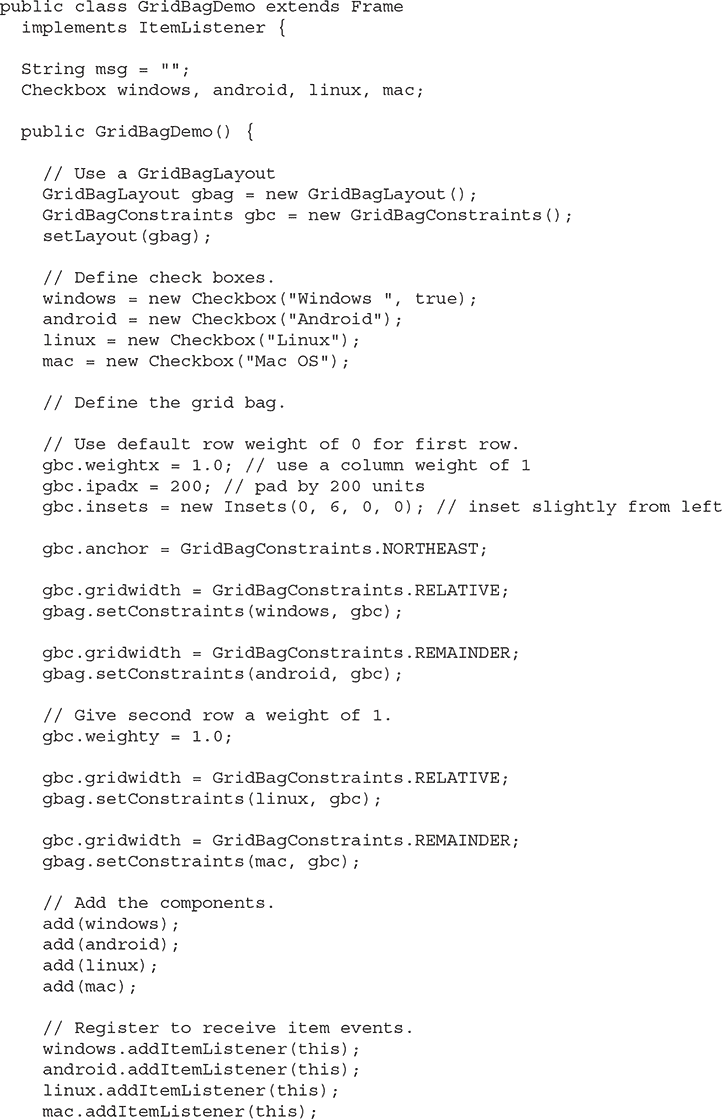 public class GridBagDemo extends Frame
  implements ItemListener {

  String msg = "";
  Checkbox windows, android, linux, mac;

  public GridBagDemo() {

    // Use a GridBagLayout
    GridBagLayout gbag = new GridBagLayout();
    GridBagConstraints gbc = new GridBagConstraints();
    setLayout(gbag);

    // Define check boxes.
    windows = new Checkbox("Windows ", true);
    android = new Checkbox("Android");
    linux = new Checkbox("Linux");
    mac = new Checkbox("Mac OS");

    // Define the grid bag.

    // Use default row weight of 0 for first row.
    gbc.weightx = 1.0; // use a column weight of 1
    gbc.ipadx = 200; // pad by 200 units
    gbc.insets = new Insets(0, 6, 0, 0); // inset slightly from left

    gbc.anchor = GridBagConstraints.NORTHEAST;

    gbc.gridwidth = GridBagConstraints.RELATIVE;
    gbag.setConstraints(windows, gbc);

    gbc.gridwidth = GridBagConstraints.REMAINDER;
    gbag.setConstraints(android, gbc);

    // Give second row a weight of 1.
    gbc.weighty = 1.0;

    gbc.gridwidth = GridBagConstraints.RELATIVE;
    gbag.setConstraints(linux, gbc);

    gbc.gridwidth = GridBagConstraints.REMAINDER;
    gbag.setConstraints(mac, gbc);

    // Add the components.
    add(windows);
    add(android);
    add(linux);
    add(mac);

    // Register to receive item events.
    windows.addItemListener(this);
    android.addItemListener(this);
    linux.addItemListener(this);
    mac.addItemListener(this);